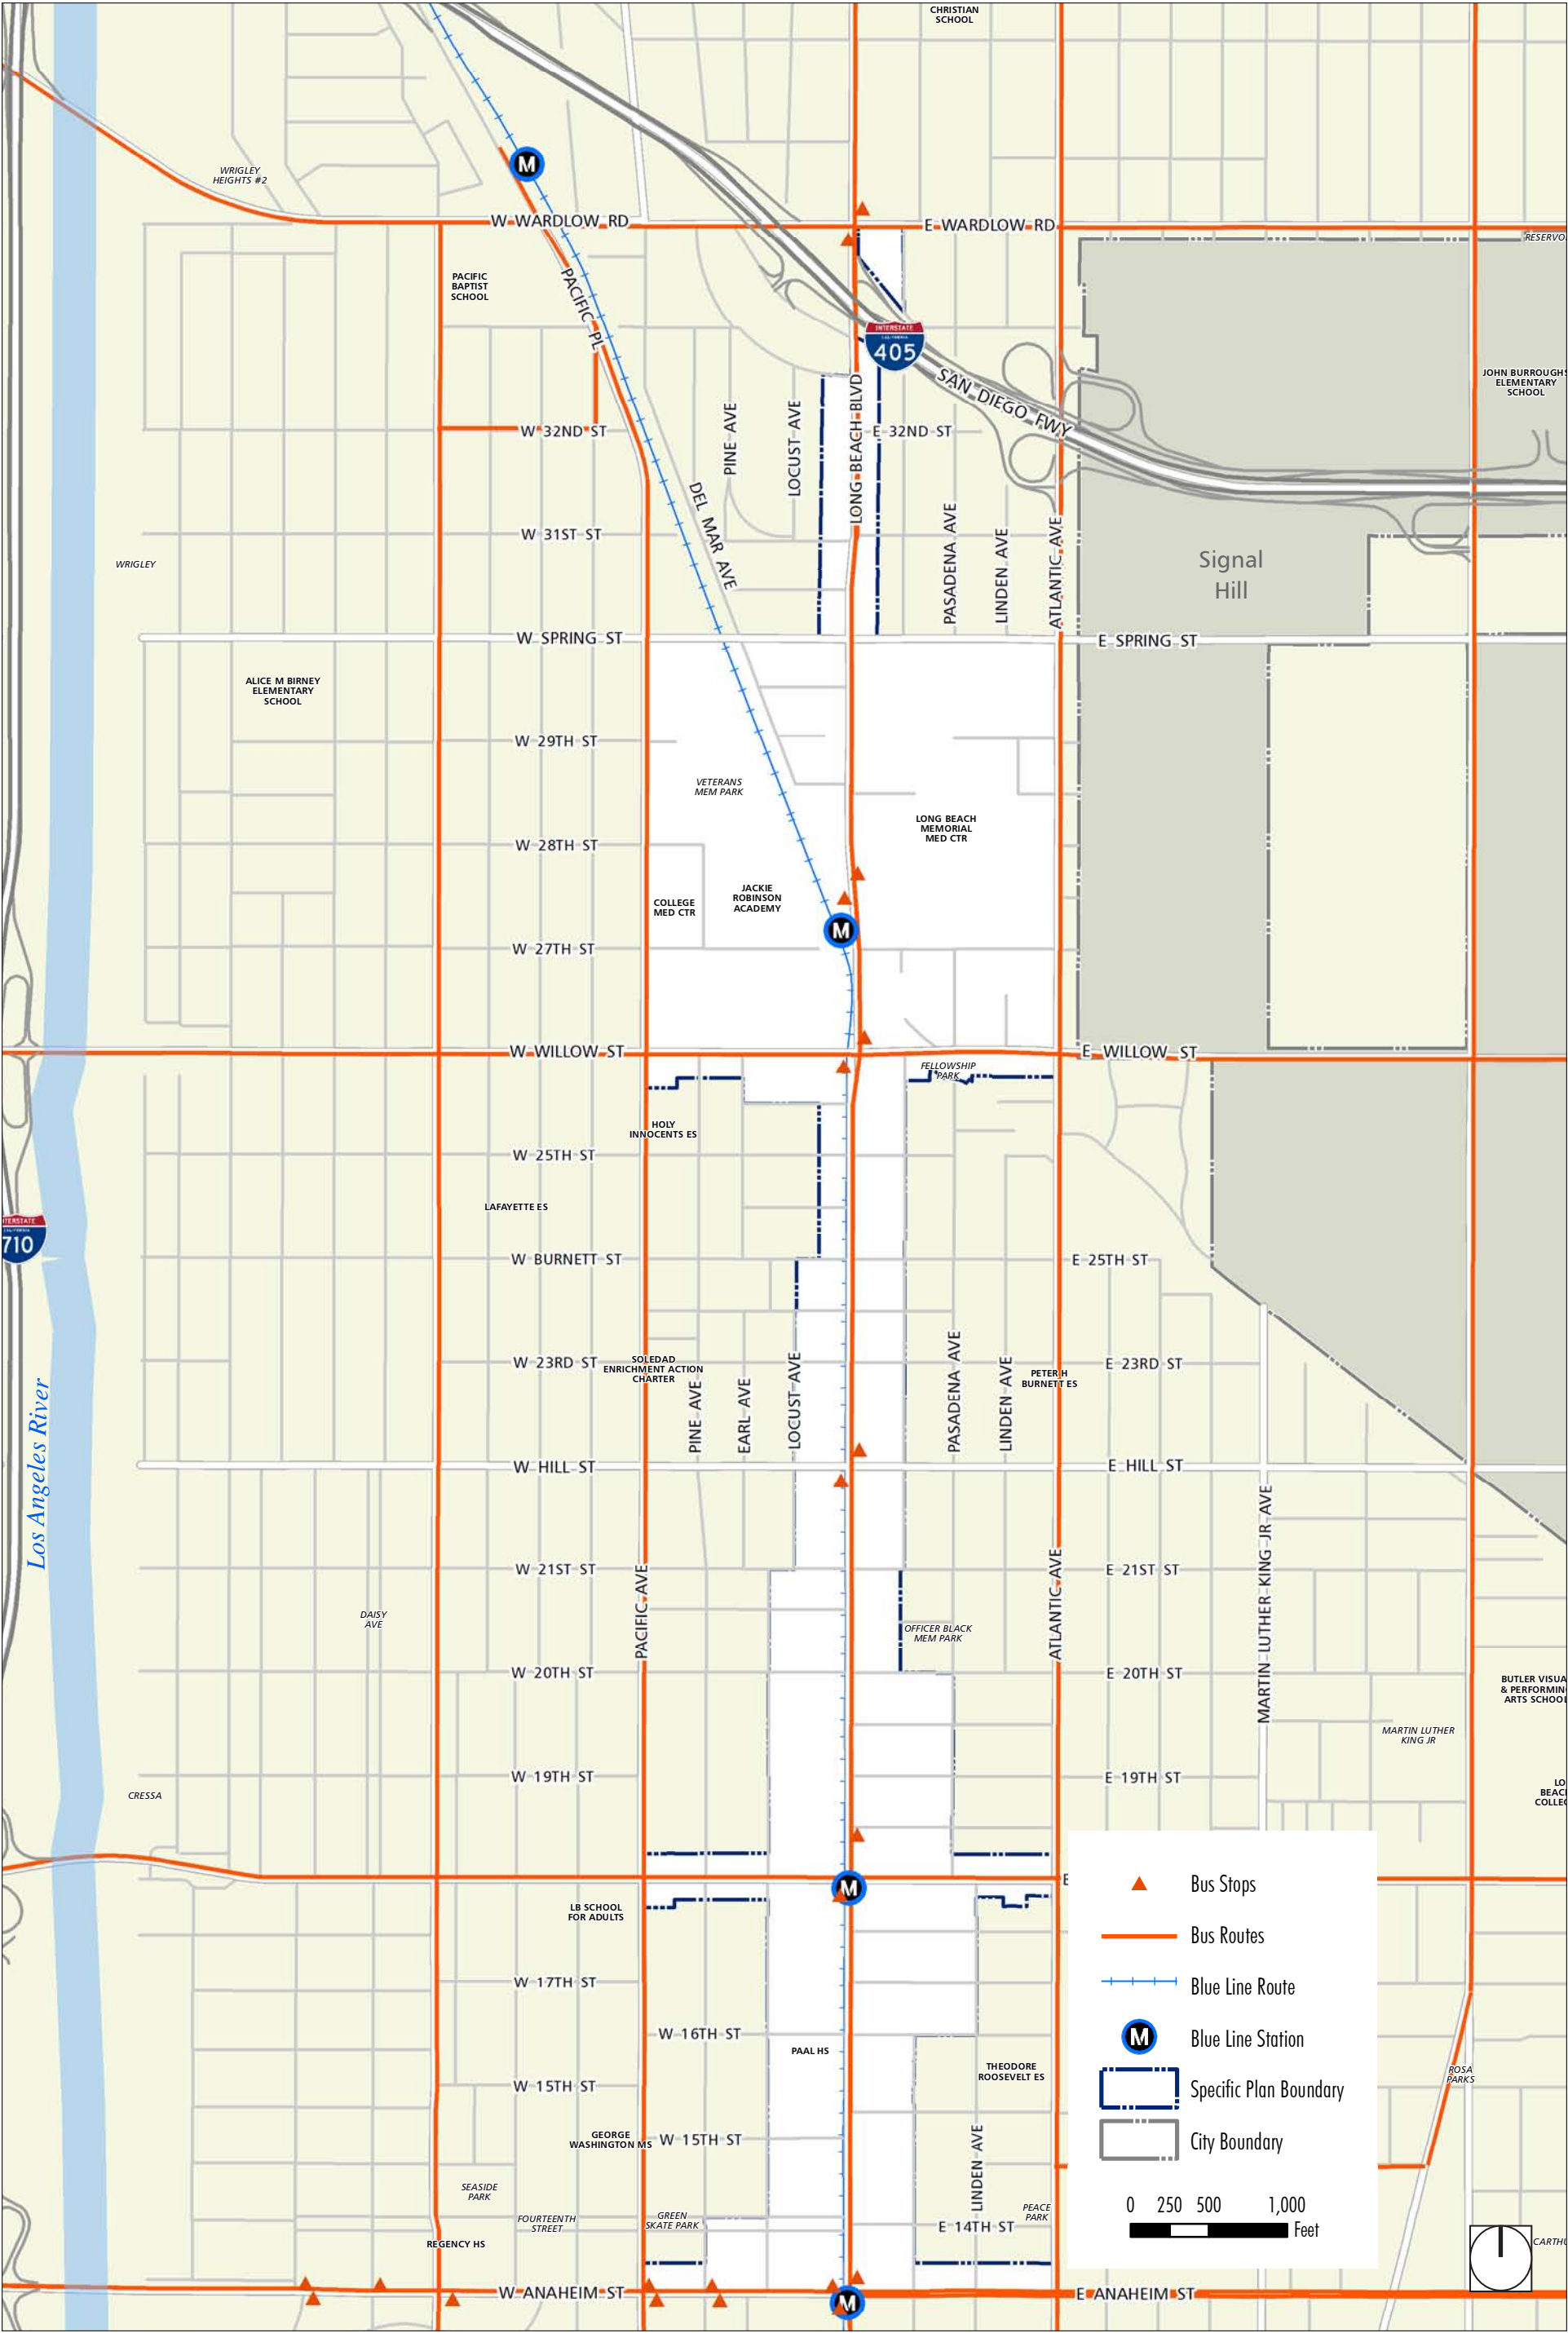 CHRISTIAN
SCHOOL
M
WRIGLEY
HEIGHTS #2
W WARDLOW RD
E WARDLOW RD
PACIFIC
BAPTIST
SCHOOL
PACIFIC PL
INTERSTATE
CALIFORNIA
405
SAN DIEGO FWY
JOHN BURROUGHS
ELEMENTARY
SCHOOL
PINE AVE
LOCUST AVE
LONG BEACH BLVD
W 32ND ST
E 32ND ST
DEL MAR AVE
PASADENA AVE
LINDEN AVE
ATLANTIC AVE
W 31ST ST
WRIGLEY
Signal
Hill
W SPRING ST
E SPRING ST
ALICE M BIRNEY
ELEMENTARY
SCHOOL
W 29TH ST
VETERANS
MEM PARK
LONG BEACH
MEMORIAL
MED CTR
W 28TH ST
JACKIE
ROBINSON
ACADEMY
COLLEGE
MED CTR
M
W 27TH ST
W WILLOW ST
E WILLOW ST
FELLOWSHIP
PARK
HOLY
INNOCENTS ES
W 25TH ST
LAFAYETTE ES
710
W BURNETT ST
E 25TH ST
W 23RD ST
SOLEDAD
ENRICHMENT ACTION
CHARTER
PINE AVE
EARL AVE
LOCUST AVE
PASADENA AVE
LINDEN AVE
PETER H
BURNETT ES
E 23RD ST
Los Angeles River
W HILL ST
E HILL ST
W 21ST ST
E 21ST ST
PACIFIC AVE
ATLANTIC AVE
MARTIN LUTHER KING JR AVE
DAISY
AVE
OFFICER BLACK
MEM PARK
W 20TH ST
E 20TH ST
BUTLER VISUA
& PERFORMIN
ARTS SCHOOL
MARTIN LUTHER
KING JR
W 19TH ST
E 19TH ST
CRESSA
LO
BEAC
COLLE
M
E
LB SCHOOL
FOR ADULTS
W 17TH ST
W 16TH ST
PAAL HS
THEODORE
ROOSEVELT ES
W 15TH ST
GEORGE
WASHINGTON MS
W 15TH ST
LINDEN AVE
ROSA
PARKS
SEASIDE
PARK
FOURTEENTH
STREET
GREEN
SKATE PARK
PEACE
PARK
E 14TH ST
REGENCY HS
W ANAHEIM ST
M
E ANAHEIM ST
Bus Stops
Bus Routes
Blue Line Route
M
Blue Line Station
Specific Plan Boundary
City Boundary
0 250 500 1,000
Feet